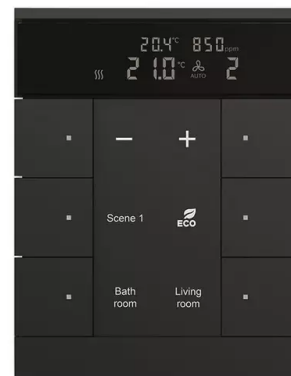 20.4°C 850ppm
21.0°C AUTO 2
− +
Scene 1
ECO
Bath
room
Living
room